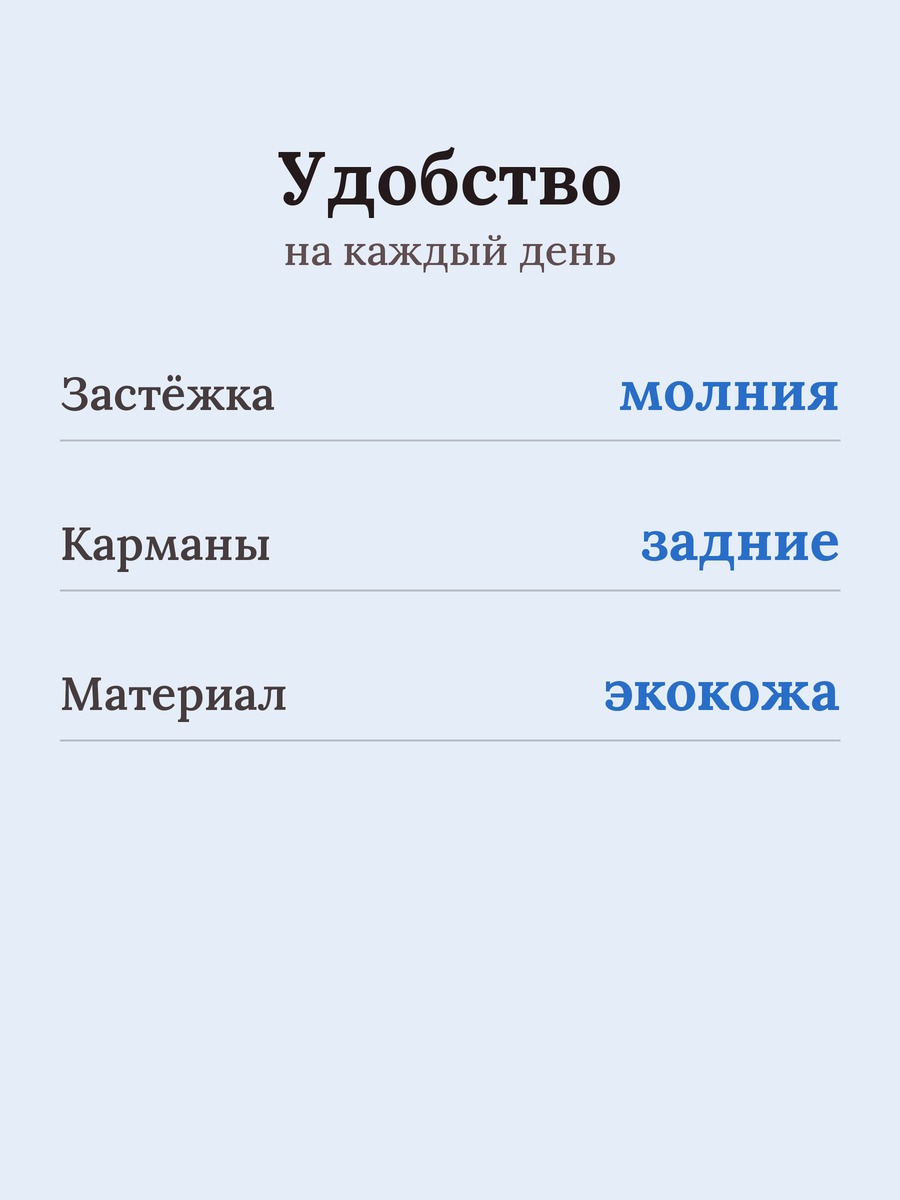 Удобство
на каждый день
Застёжка молния
Карманы задние
Материал экокожа